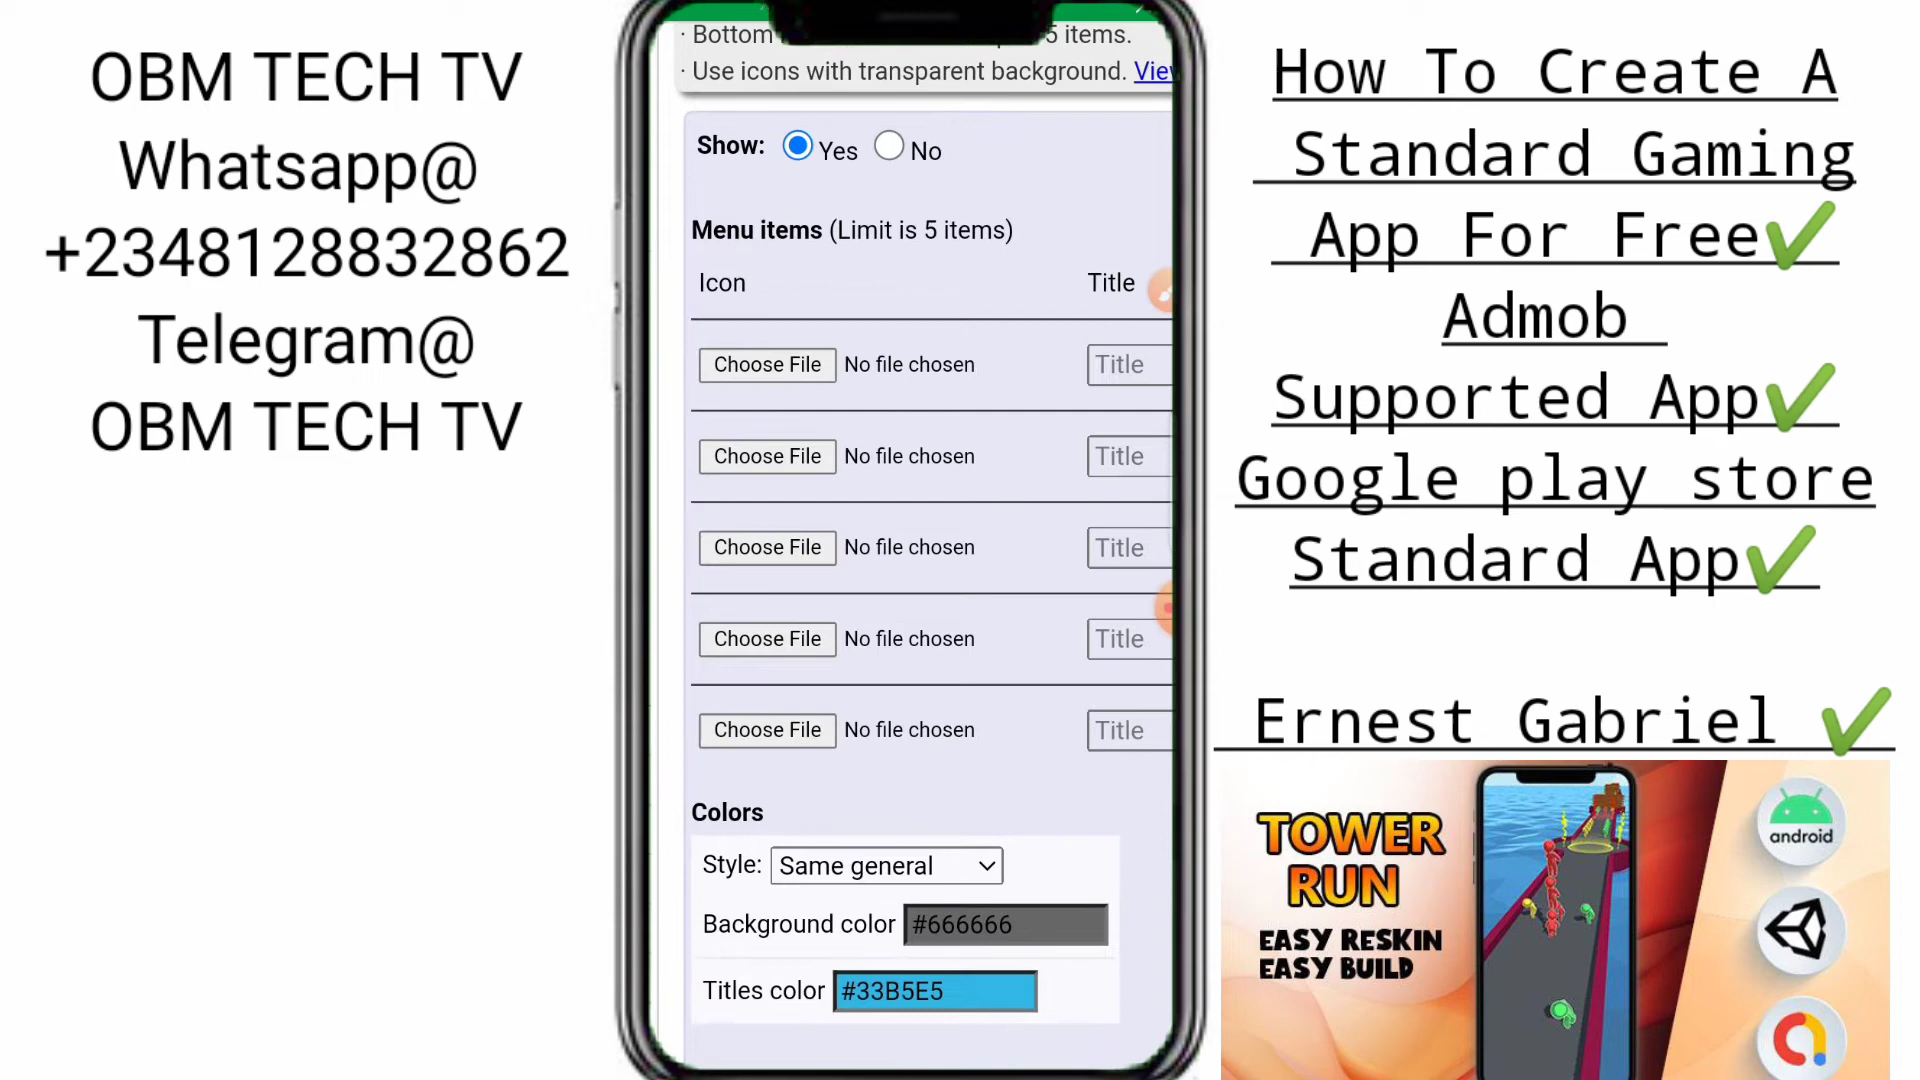 OBM TECH TV
Whatsapp@
+2348128832862
Telegram@
OBM TECH TV
· Bottom 5 items.
· Use icons with transparent background.
Show: Yes No
Menu items (Limit is 5 items)
Icon Title
Choose File No file chosen Title
Choose File No file chosen Title
Choose File No file chosen Title
Choose File No file chosen Title
Choose File No file chosen Title
Colors
Style: Same general
Background color #666666
Titles color #33B5E5
How To Create A
Standard Gaming
App For Free✔
Admob
Supported App✔
Google play store
Standard App✔
Ernest Gabriel ✔
TOWER
RUN
EASY RESKIN
EASY BUILD
android